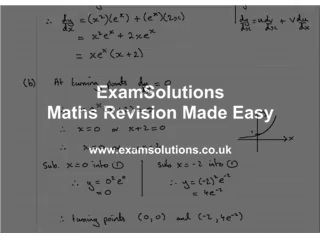 ∴ dy/dx = (x²)(eˣ) + (eˣ)(2x)
dy/dx = u dv/dx + v du/dx
= x²eˣ + 2xeˣ
= xeˣ(x+2)
(b) At turning points dy/dx = 0
ExamSolutions
Maths Revision Made Easy
∴ x=0 or x+2=0
www.examsolutions.co.uk
sub. x=0 into ①
∴ y = 0²e⁰
= 0
sub x=-2 into ①
∴ y = (-2)²e⁻²
= 4e⁻²
∴ turning points (0,0) and (-2, 4e⁻²)